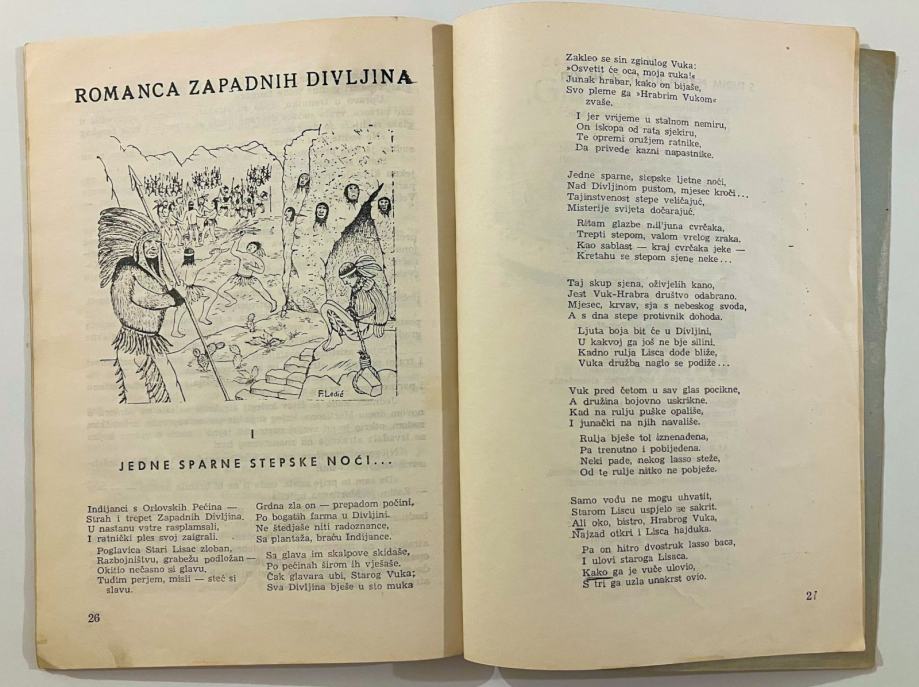 ROMANCA ZAPADNIH DIVLJINA
F. Ledić
I
JEDNE SPARNE STEPSKE NOĆI...
Indijanci s Orlovskih Pećina —
Strah i trepet Zapadnih Divljina.
U nastanu vatre rasplamsali,
I ratnički ples svoj zaigrali.
Poglavica Stari Lisac zloban,
Razbojništvu, grabežu podložan —
Okitio nečasno si glavu,
Tuđim perjem, misli — steć si
slavu.
Grdna zla on — prepadom počini,
Po bogatih farma u Divljini.
Ne štedjaše niti radoznance,
Sa plantaža, braću Indijance.
Sa glava im skalpove skidaše,
Po pećinah širom ih vješaše.
Čak glavara ubi, Starog Vuka;
Sva Divljina bješe u sto muka
26
Zakleo se sin zginulog Vuka:
»Osvetit će oca, moja ruka!«
Junak hrabar, kako on bijaše,
Svo pleme ga »Hrabrim Vukom«
zvaše.
I jer vrijeme u stalnom nemiru,
On iskopa od rata sjekiru,
Te opremi oružjem ratnike,
Da privede kazni napastnike.
Jedne sparne, stepske ljetne noći,
Nad Divljinom pustom, mjesec kroči...
Tajinstvenost stepe veličajuć,
Misterije svijeta dočarajuć.
Ritam glazbe milijuna cvrčaka,
Trepti stepom, valom vrelog zraka.
Kao sablast — kraj cvrčaka jeke —
Kretahu se stepom sjene neke...
Taj skup sjena, oživjelih kano,
Jest Vuk-Hrabra društvo odabrano.
Mjesec, krvav, sja s nebeskog svoda,
A s dna stepe protivnik dohoda.
Ljuta boja bit će u Divljini,
U kakvoj ga još ne bje silini.
Kadno rulja Lisca dođe bliže,
Vuka družba naglo se podiže...
Vuk pred četom u sav glas pocikne,
A družina bojovno uskrikne.
Kad na rulju puške opališe,
I junački na njih navališe.
Rulja bješe tol iznenađena,
Pa trenutno i pobijeđena.
Neki pade, nekog lasso steže,
Od te rulje nitko ne pobježe.
Samo vođu ne mogu uhvatit,
Starom Liscu uspjelo se sakrit.
Ali oko, bistro, Hrabrog Vuka,
Najzad otkri i Lisca hajduka.
Pa on hitro dvostruk lasso baca,
I ulovi staroga Lisaca.
Kako ga je vuče ulovio,
S tri ga uzla unakrst ovio.
27